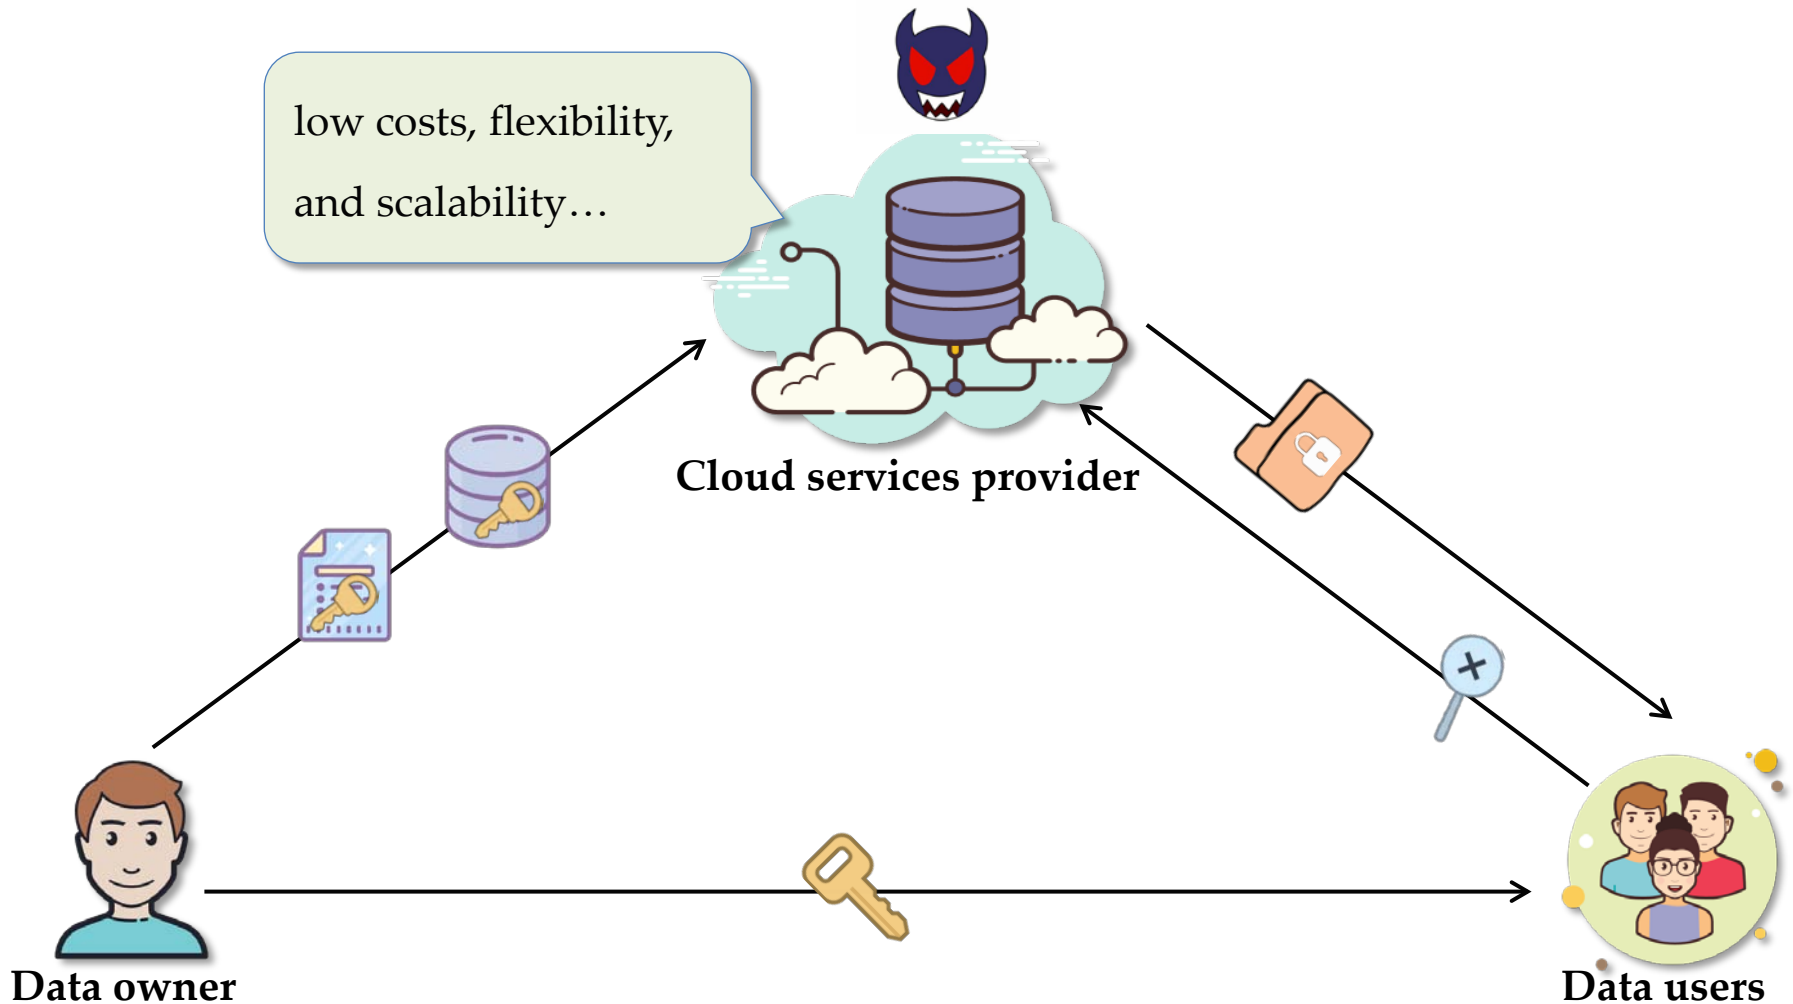 low costs, flexibility,
and scalability…
Cloud services provider
Data owner
Data users